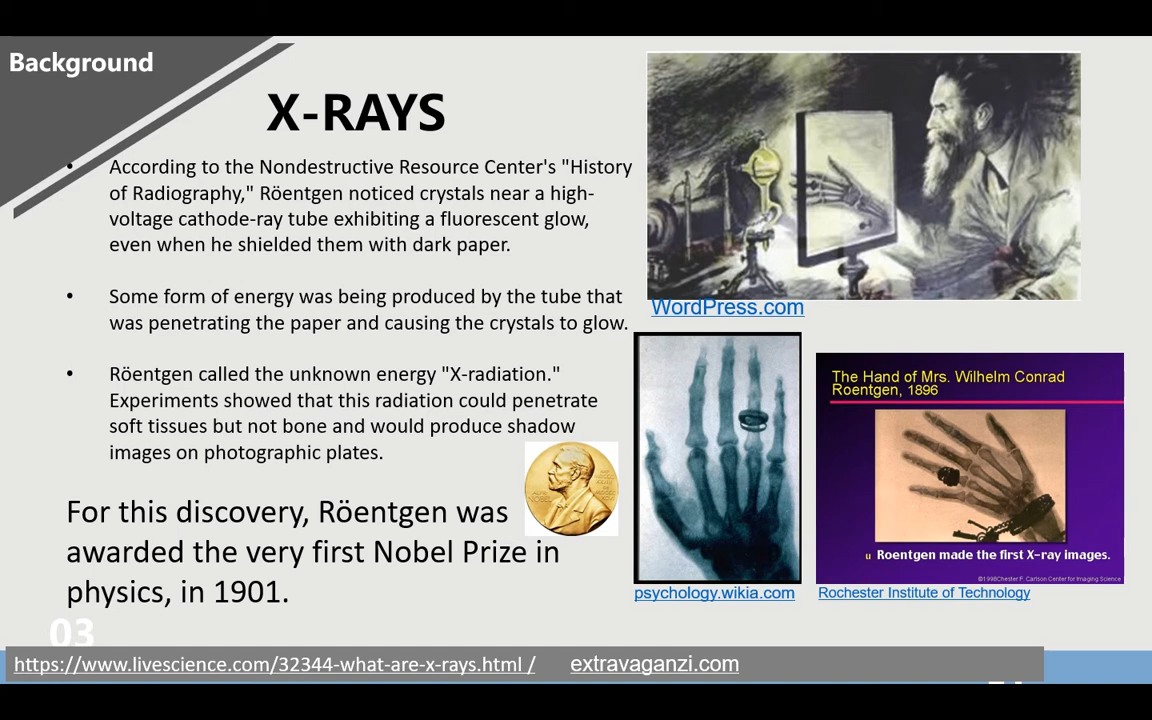 Background
X-RAYS
• According to the Nondestructive Resource Center's "History
of Radiography," Röentgen noticed crystals near a high-
voltage cathode-ray tube exhibiting a fluorescent glow,
even when he shielded them with dark paper.
• Some form of energy was being produced by the tube that
was penetrating the paper and causing the crystals to glow.
• Röentgen called the unknown energy "X-radiation."
Experiments showed that this radiation could penetrate
soft tissues but not bone and would produce shadow
images on photographic plates.
For this discovery, Röentgen was
awarded the very first Nobel Prize in
physics, in 1901.
WordPress.com
psychology.wikia.com
The Hand of Mrs. Wilhelm Conrad
Roentgen, 1896
u Roentgen made the first X-ray images.
©1998Chester F. Carlson Center for Imaging Science
Rochester Institute of Technology
03
https://www.livescience.com/32344-what-are-x-rays.html / extravaganzi.com